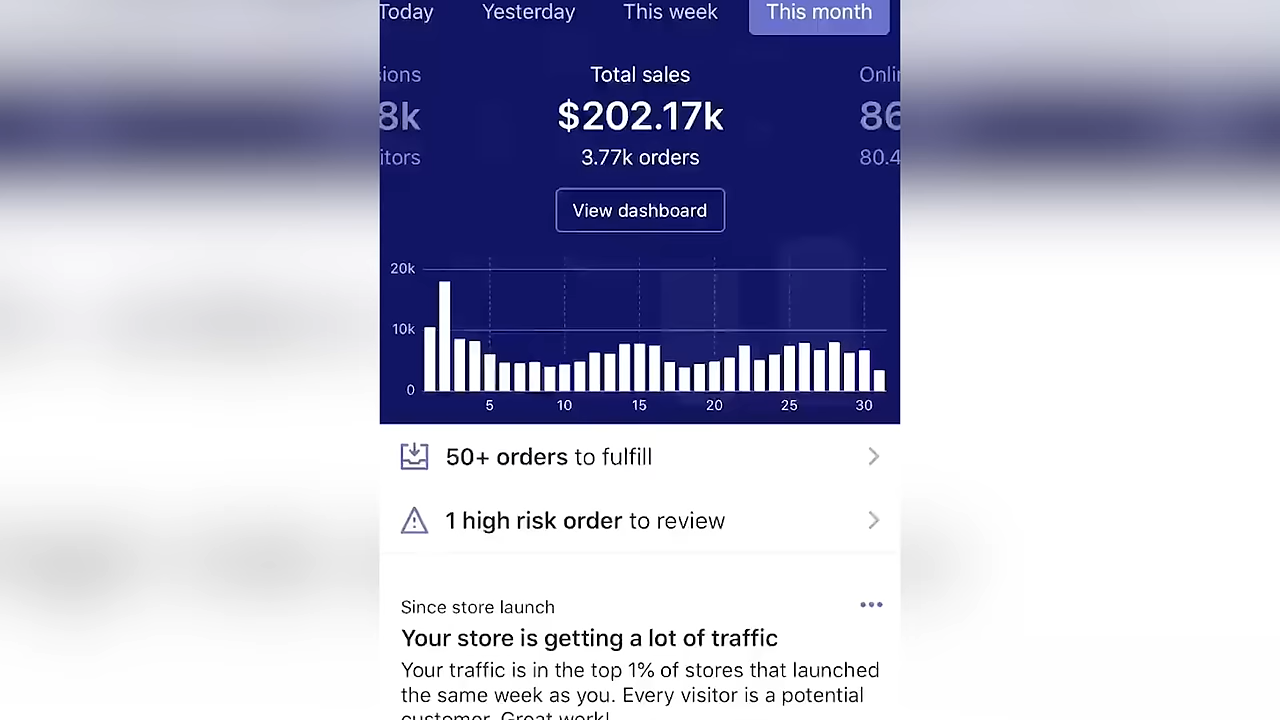 Today Yesterday This week This month
Total sales
$202.17k
3.77k orders
View dashboard
20k
10k
0
5 10 15 20 25 30
50+ orders to fulfill
1 high risk order to review
Since store launch
Your store is getting a lot of traffic
Your traffic is in the top 1% of stores that launched
the same week as you. Every visitor is a potential
customer. Great work!